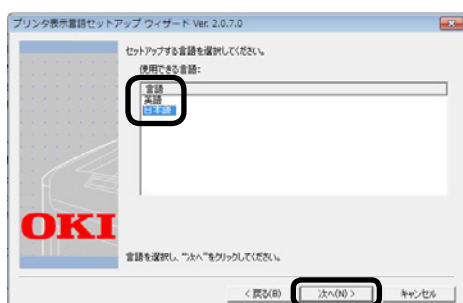 プリンタ表示言語セットアップ ウィザード Ver. 2.0.7.0
セットアップする言語を選択してください。
使用できる言語:
言語
英語
日本語
OKI
言語を選択し、"次へ"をクリックしてください。
< 戻る(B)
次へ(N) >
キャンセル